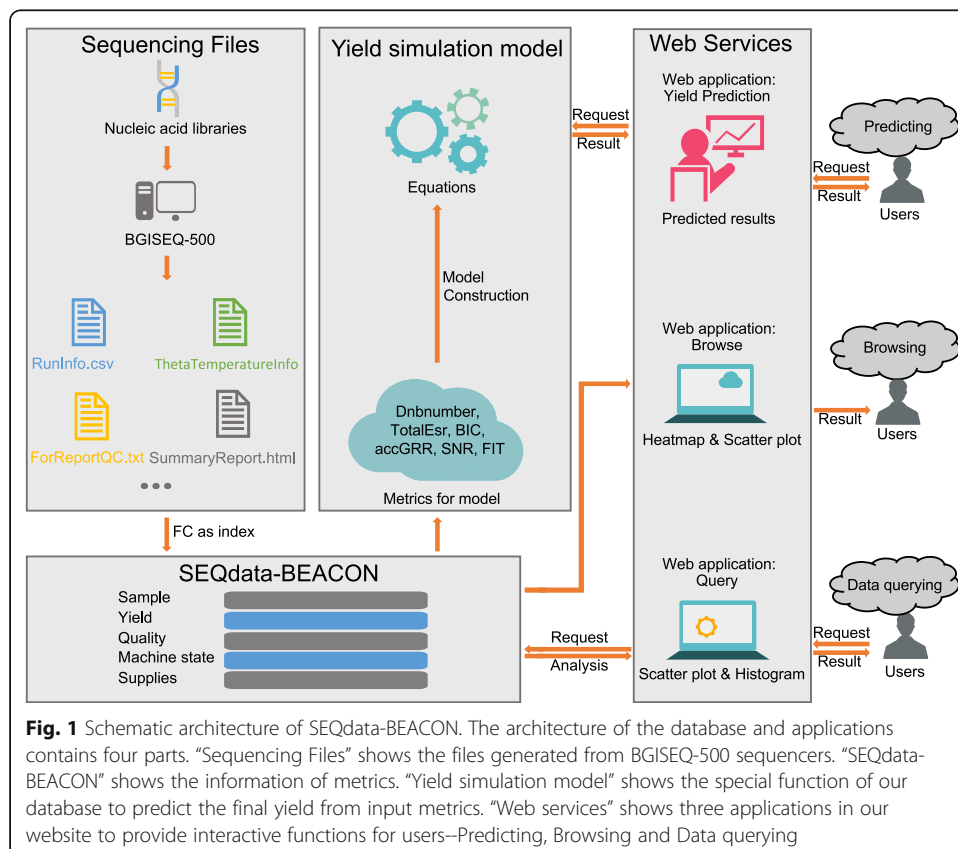 Sequencing Files
Nucleic acid libraries
BGISEQ-500
RunInfo.csv
ThetaTemperatureInfo
ForReportQC.txt
SummaryReport.html
FC as index
Yield simulation model
Equations
Model
Construction
Dnbnumber,
TotalEsr, BIC,
accGRR, SNR, FIT
Metrics for model
SEQdata-BEACON
Sample
Yield
Quality
Machine state
Supplies
Request
Result
Request
Analysis
Web Services
Web application:
Yield Prediction
Predicted results
Web application:
Browse
Heatmap & Scatter plot
Web application:
Query
Scatter plot & Histogram
Predicting
Request
Result
Users
Browsing
Result
Users
Data querying
Request
Result
Users
Fig. 1 Schematic architecture of SEQdata-BEACON. The architecture of the database and applications
contains four parts. “Sequencing Files” shows the files generated from BGISEQ-500 sequencers. “SEQdata-
BEACON” shows the information of metrics. “Yield simulation model” shows the special function of our
database to predict the final yield from input metrics. “Web services” shows three applications in our
website to provide interactive functions for users--Predicting, Browsing and Data querying